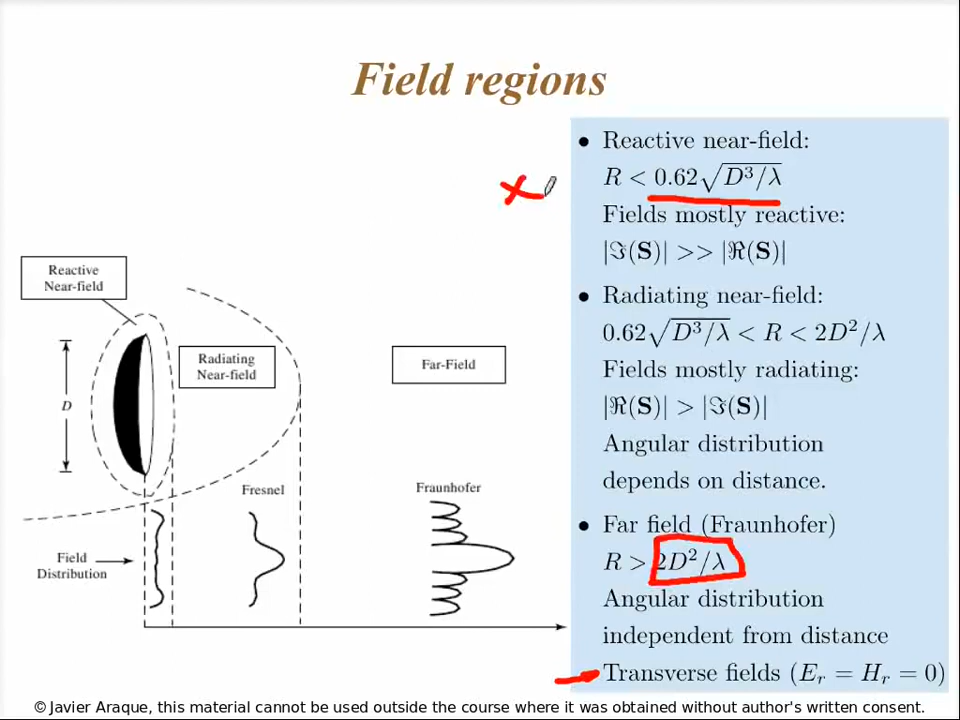 Field regions
Reactive
Near-field
D
Radiating
Near-field
Far-Field
Fresnel
Fraunhofer
Field
Distribution
• Reactive near-field:
R < 0.62√(D³/λ)
Fields mostly reactive:
|ℑ(S)| >> |ℜ(S)|
• Radiating near-field:
0.62√(D³/λ) < R < 2D²/λ
Fields mostly radiating:
|ℜ(S)| > |ℑ(S)|
Angular distribution
depends on distance.
• Far field (Fraunhofer)
R > 2D²/λ
Angular distribution
independent from distance
Transverse fields (Eᵣ = Hᵣ = 0)
© Javier Araque, this material cannot be used outside the course where it was obtained without author's written consent.